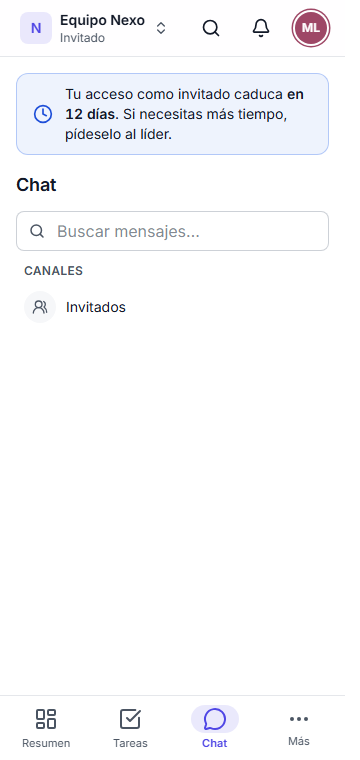 N
Equipo Nexo
Invitado
ML
Tu acceso como invitado caduca en
12 días. Si necesitas más tiempo,
pídeselo al líder.
Chat
Buscar mensajes...
CANALES
Invitados
Resumen
Tareas
Chat
Más